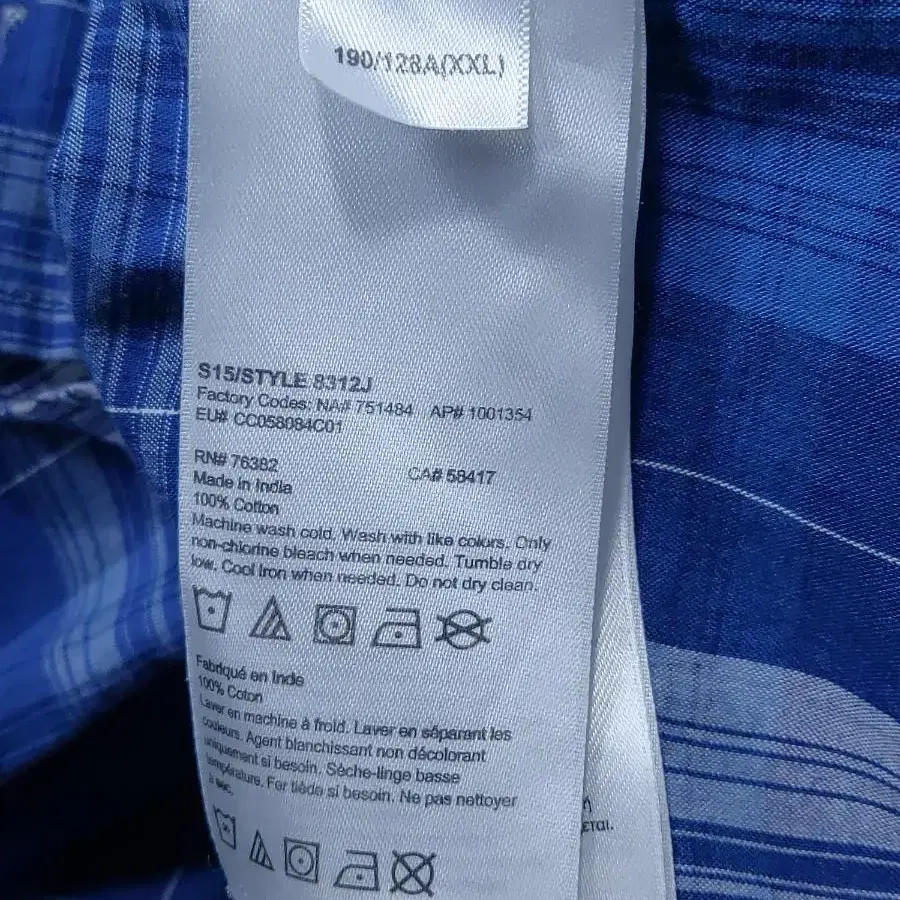 190/128A(XXL)
S15/STYLE 8312J
Factory Codes: NA# 751484 AP# 1001354
EU# CC058084C01
RN# 76382 CA# 58417
Made in India
100% Cotton
Machine wash cold. Wash with like colors. Only
non-chlorine bleach when needed. Tumble dry
low. Cool Iron when needed. Do not dry clean.
Fabriqué en Inde
100% Coton
Laver en machine à froid. Laver en séparant les
couleurs. Agent blanchissant non décolorant
uniquement si besoin. Sèche-linge basse
température. Fer tiède si besoin. Ne pas nettoyer
à sec.
εται.